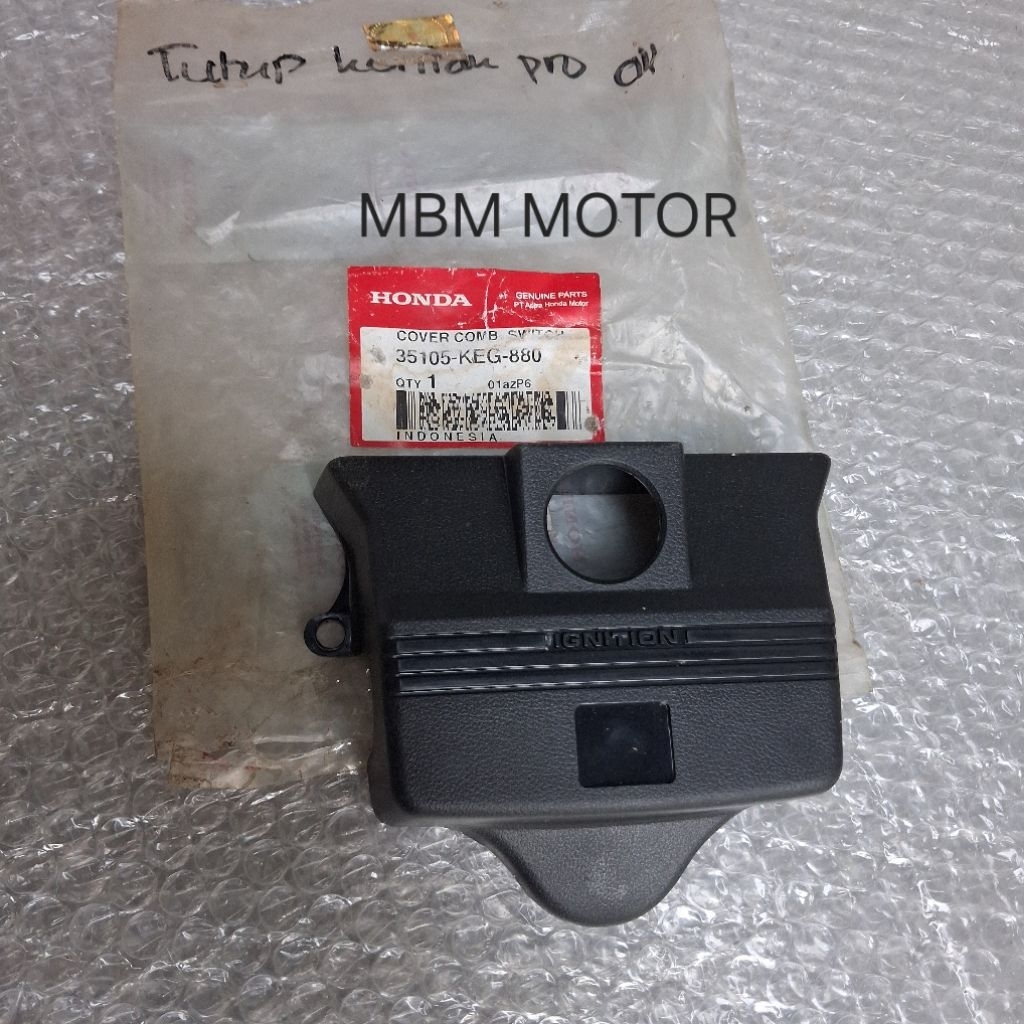 Tutup kontak pro
MBM MOTOR
HONDA
GENUINE PARTS
PT Astra Honda Motor
COVER COMB. SWITCH
35105-KEG-880
QTY 1 01azP6
INDONESIA
IGNITION